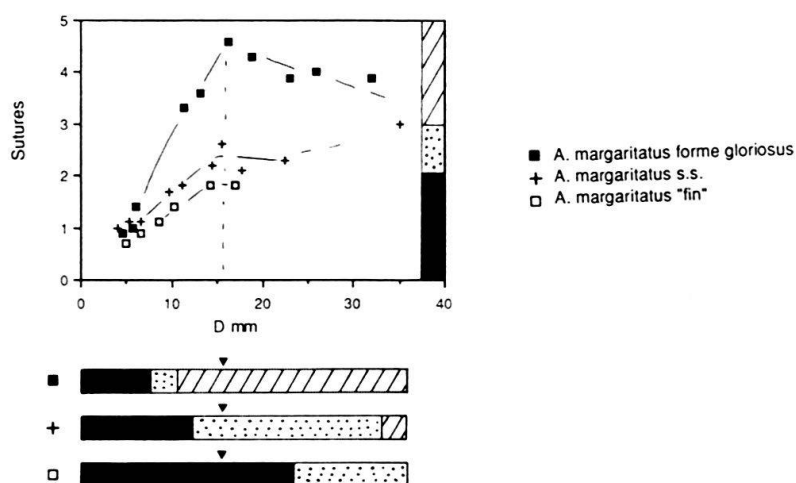 5
4
3
2
1
0
Sutures
0 10 20 30 40
D mm
A. margaritatus forme gloriosus
A. margaritatus s.s.
A. margaritatus "fin"